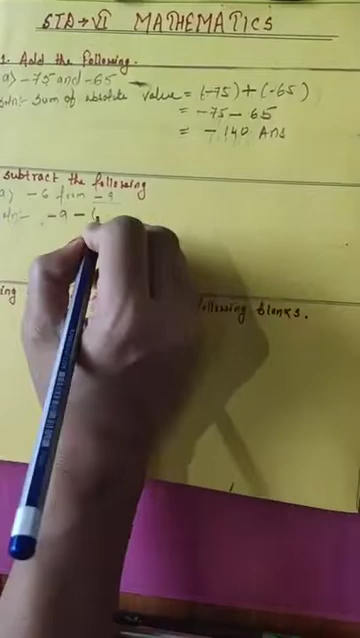 STD → VI MATHEMATICS
1. Add the following.
a) -75 and -65
Soln:- Sum of absolute value = (-75) + (-65)
= -75 - 65
= -140 Ans
subtract the following
a) -6 from -9
-9 - (
ing following blanks.